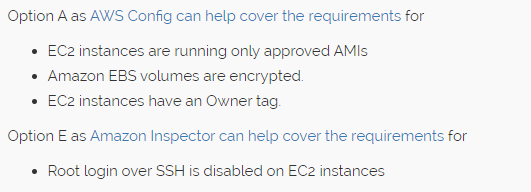 Option A as AWS Config can help cover the requirements for
• EC2 instances are running only approved AMIs
• Amazon EBS volumes are encrypted.
• EC2 instances have an Owner tag.
Option E as Amazon Inspector can help cover the requirements for
• Root login over SSH is disabled on EC2 instances